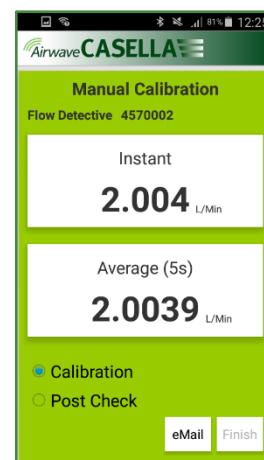 81% 12:25
Airwave CASELLA
Manual Calibration
Flow Detective 4570002
Instant
2.004 L/Min
Average (5s)
2.0039 L/Min
Calibration
Post Check
eMail Finish